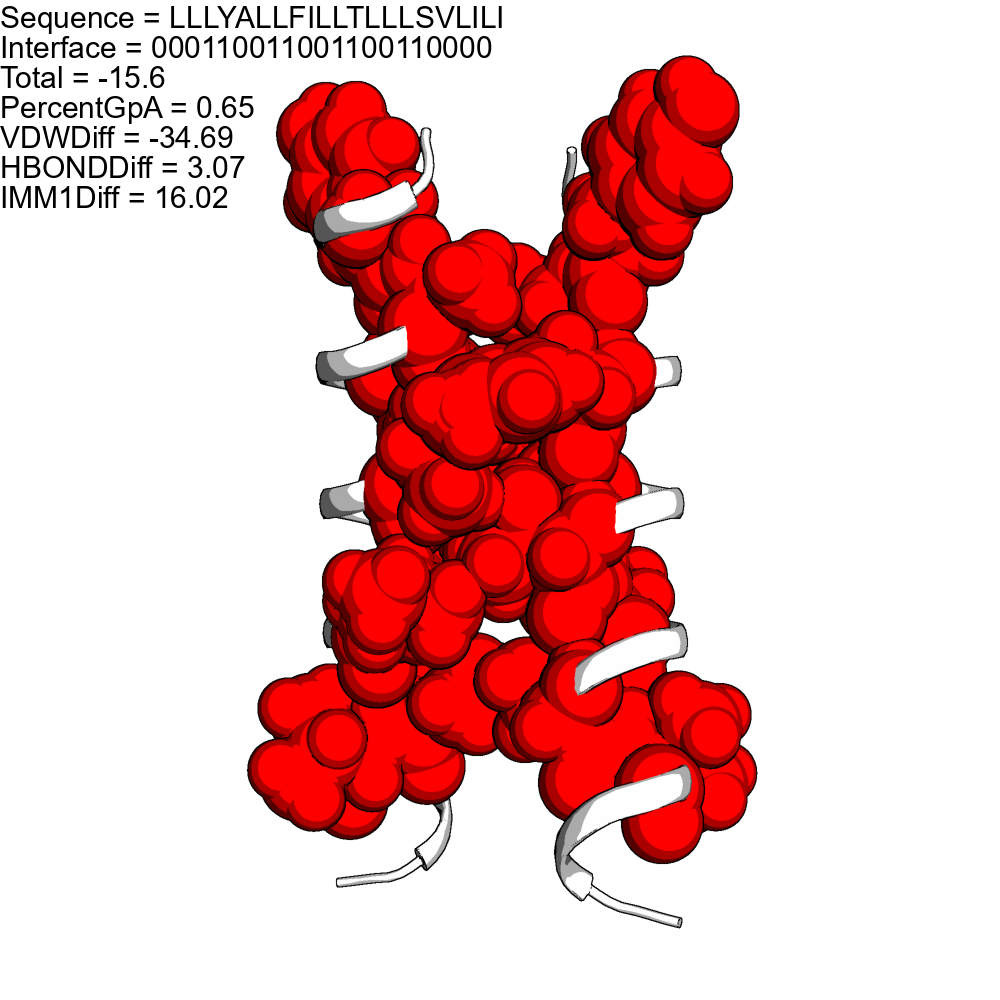 Sequence = LLLYALLFILLTLLLSVLILI
Interface = 000110011001100110000
Total = -15.6
PercentGpA = 0.65
VDWDiff = -34.69
HBONDDiff = 3.07
IMM1Diff = 16.02